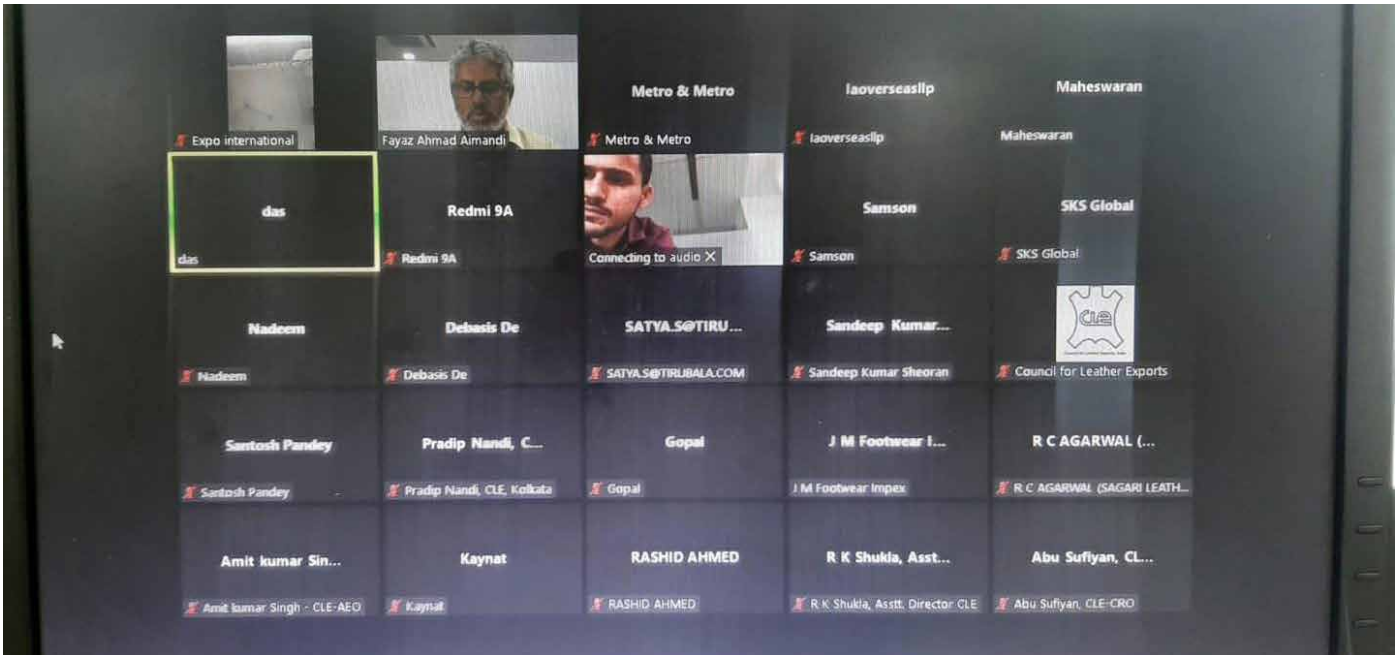 Metro & Metro
laoverseasllp
Maheswaran
Expo international
Fayaz Ahmad Aimandi
Metro & Metro
laoverseasllp
Maheswaran
das
Redmi 9A
Samson
SKS Global
das
Redmi 9A
Connecting to audio X
Samson
SKS Global
Nadeem
Debasis De
SATYA.S@TIRU...
Sandeep Kumar...
CLE
Nadeem
Debasis De
SATYA.S@TIRUBALA.COM
Sandeep Kumar Sheoran
Council for Leather Exports
Santosh Pandey
Pradip Nandi, C...
Gopal
J M Footwear I...
R C AGARWAL (...
Santosh Pandey
Pradip Nandi, CLE, Kolkata
Gopal
J M Footwear Impex
R C AGARWAL (SAGARI LEATH...
Amit kumar Sin...
Kaynat
RASHID AHMED
R K Shukla, Asst...
Abu Sufiyan, CL...
Amit kumar Singh - CLE-AEO
Kaynat
RASHID AHMED
R K Shukla, Asstt. Director CLE
Abu Sufiyan, CLE-CRO